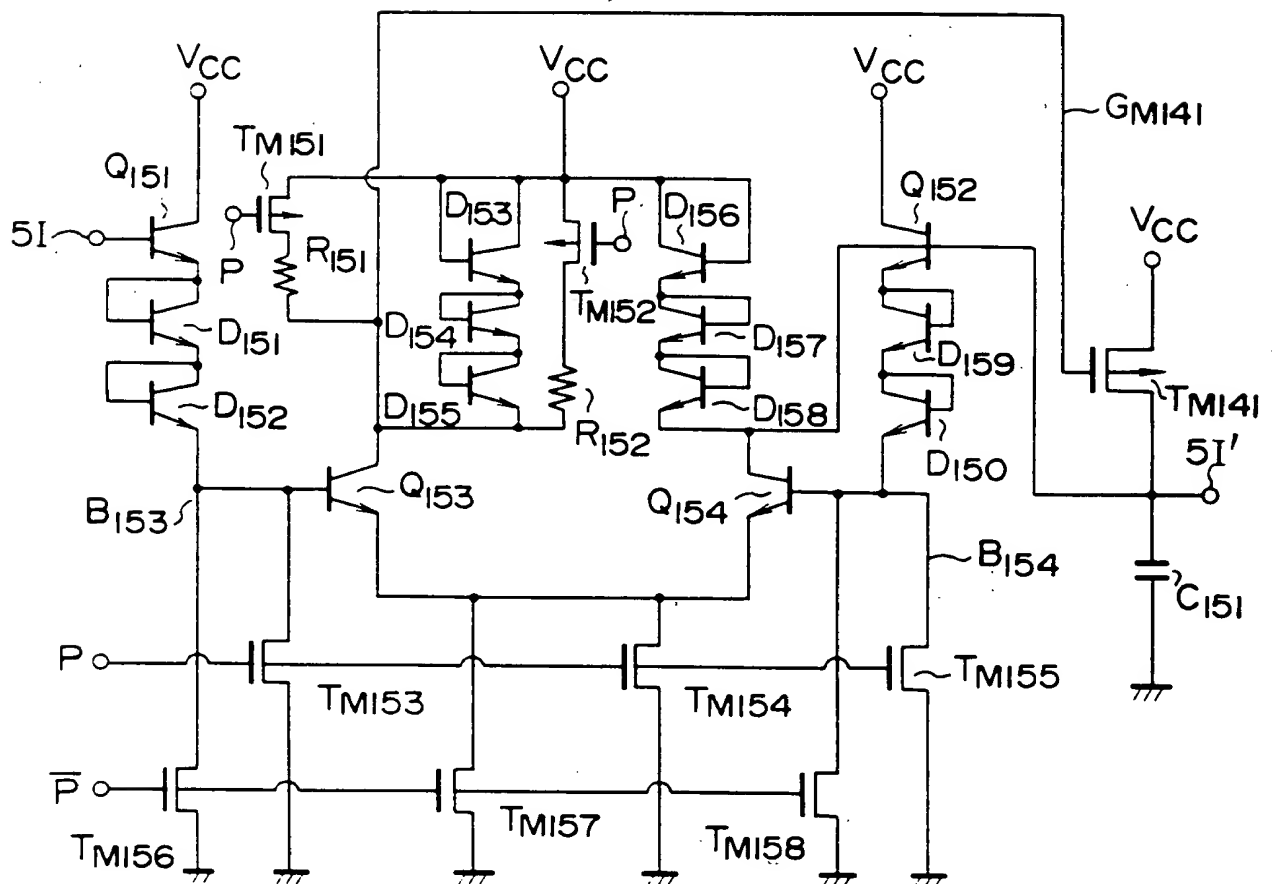 VCC
VCC
VCC
GM141
TM151
Q151
Q152
D153
P
D156
VCC
5I
P
R151
TM152
D151
D154
D157
D159
TM141
D152
D155
R152
D158
D150
5I'
Q153
Q154
B153
B154
C151
P
TM153
TM154
TM155
P̅
TM156
TM157
TM158